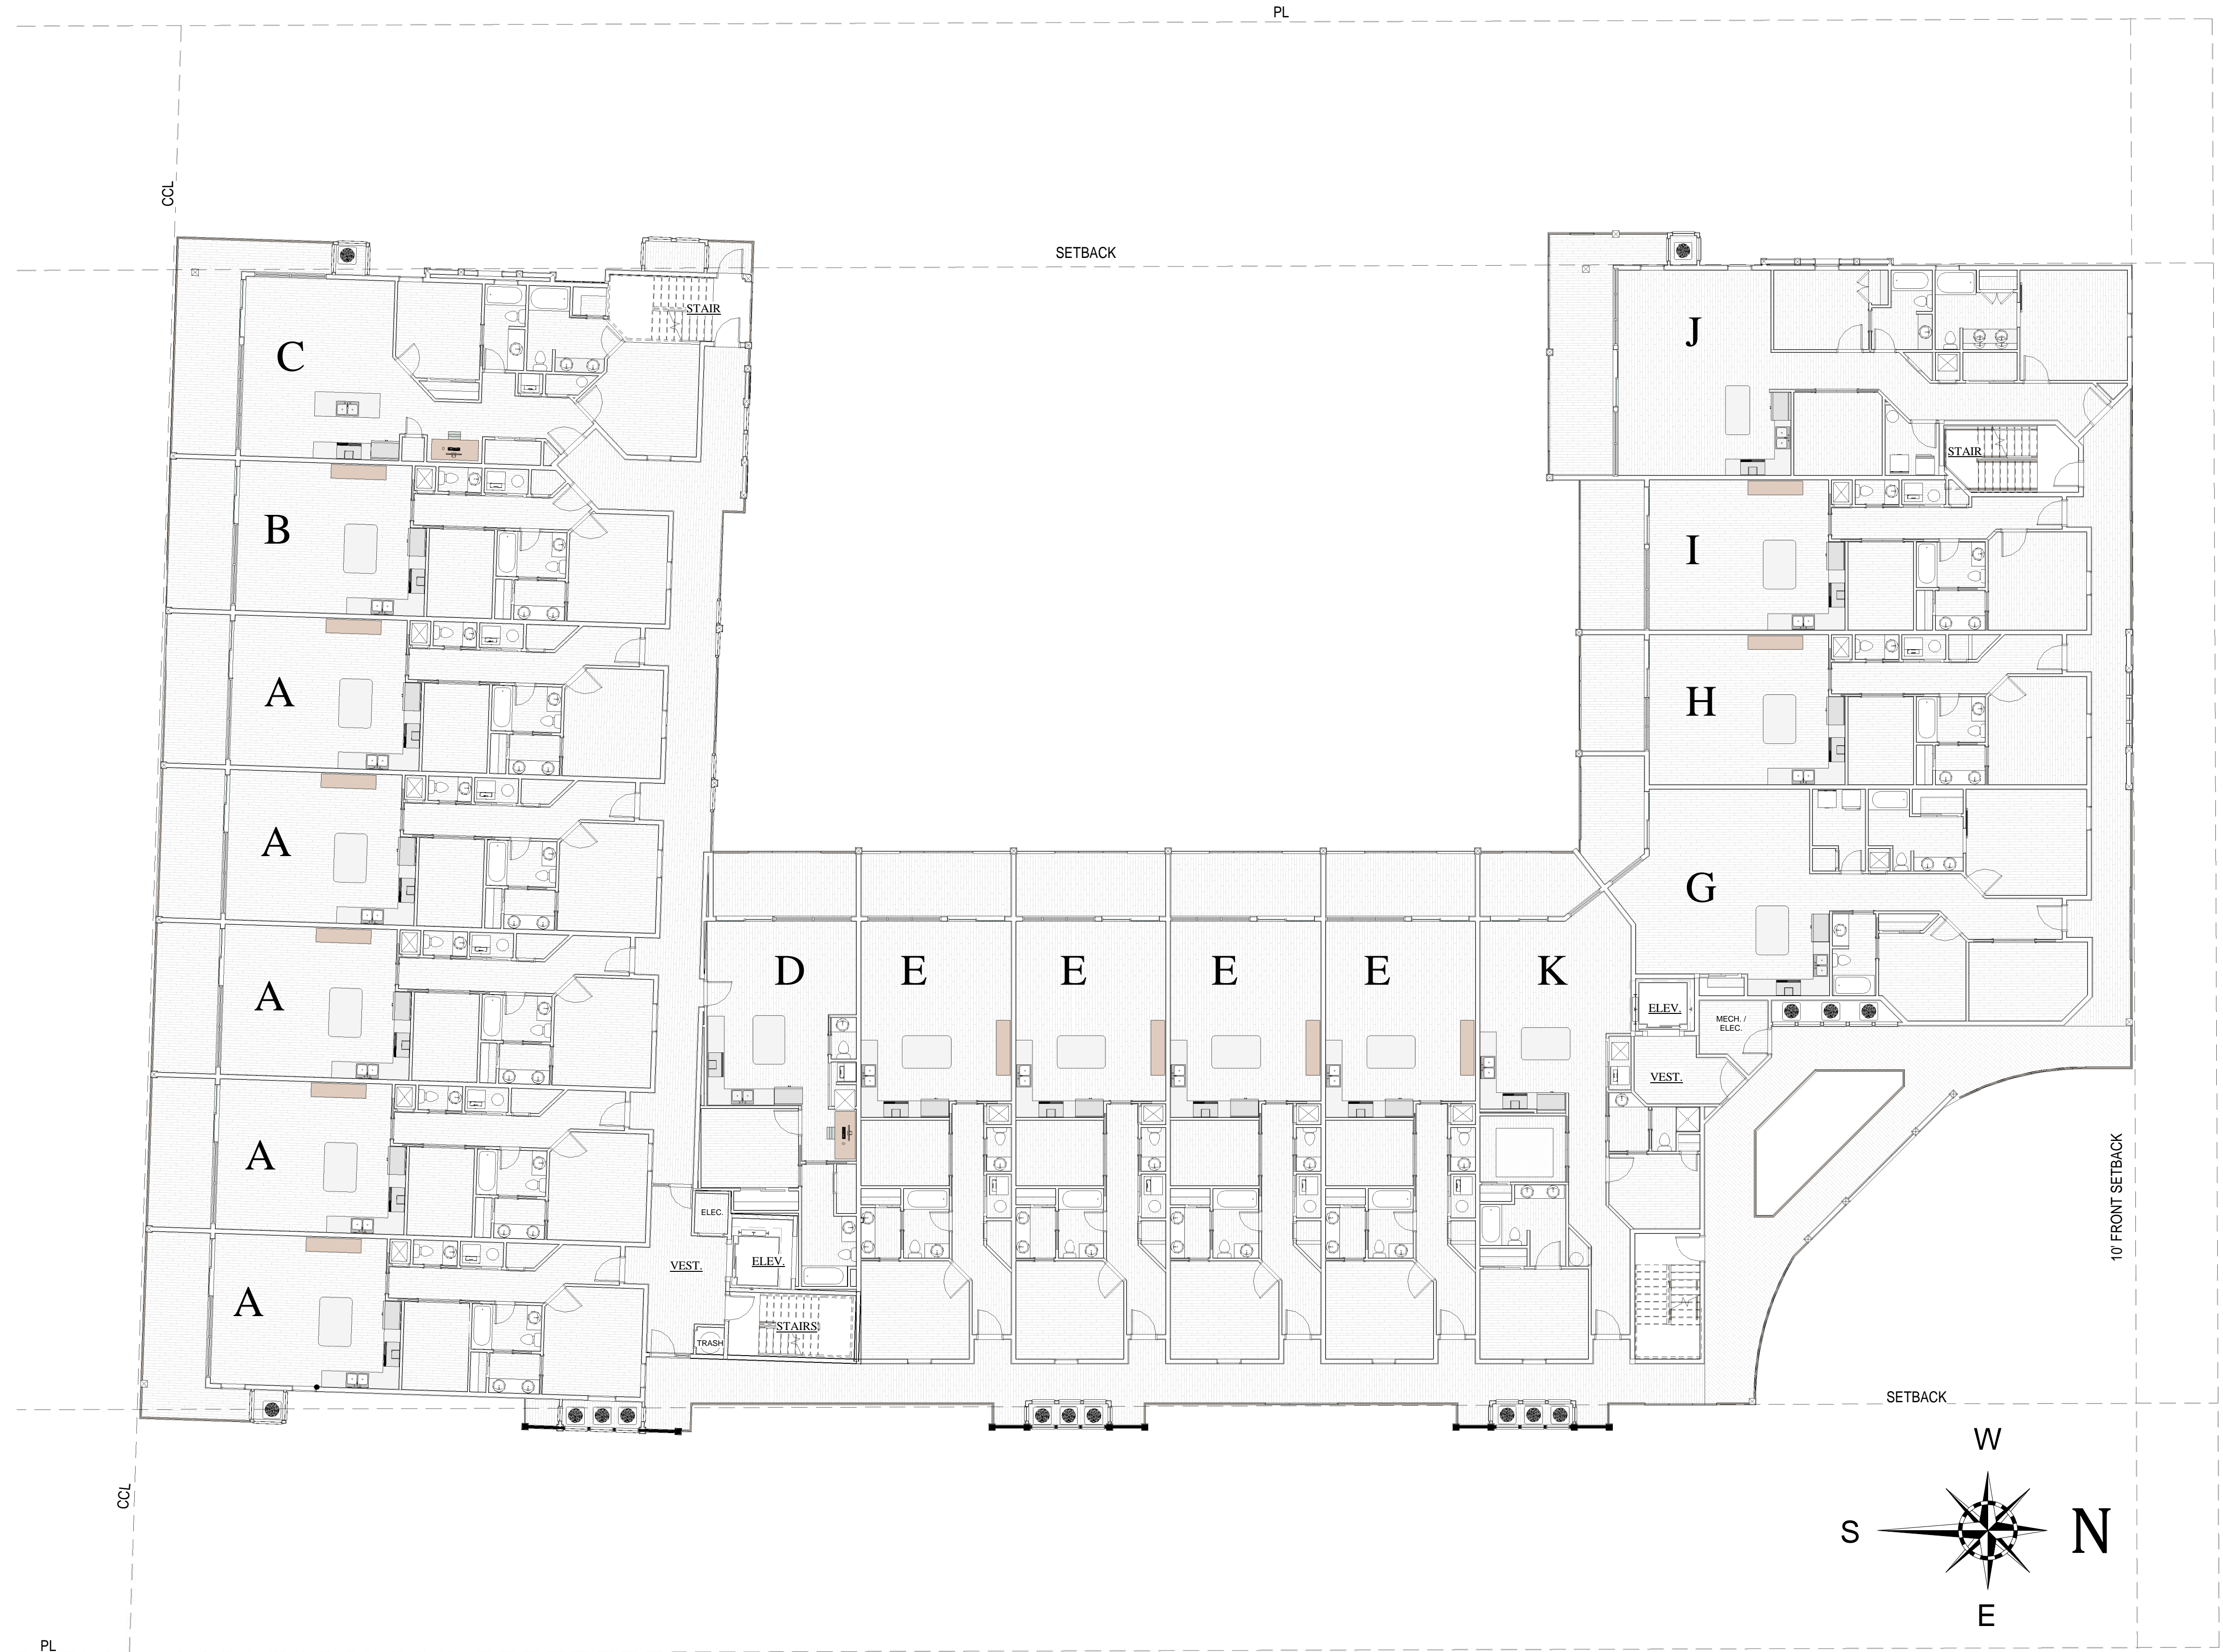 PL
CCL
SETBACK
STAIR
C
J
STAIR
B
I
A
H
A
G
A
D
E
E
E
E
K
ELEV.
MECH. /
ELEC.
VEST.
A
ELEC.
VEST.
ELEV.
A
STAIRS
TRASH
10' FRONT SETBACK
SETBACK
CCL
W
S
N
E
PL